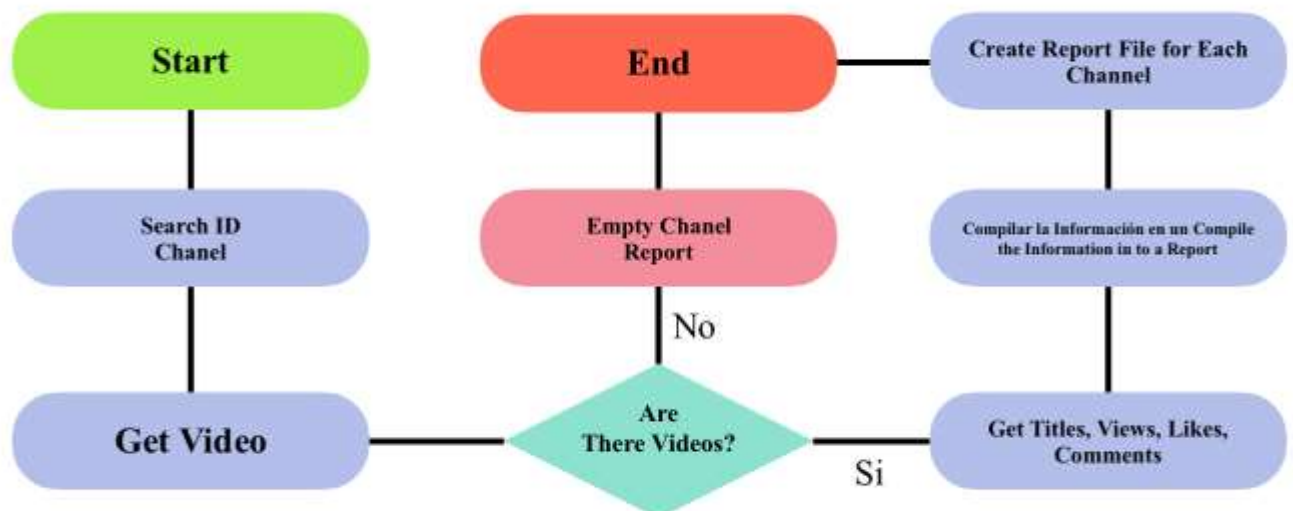 Start
End
Create Report File for Each
Channel
Search ID
Chanel
Empty Chanel
Report
Compilar la Información en un Compile
the Information in to a Report
No
Get Video
Are
There Videos?
Si
Get Titles, Views, Likes,
Comments